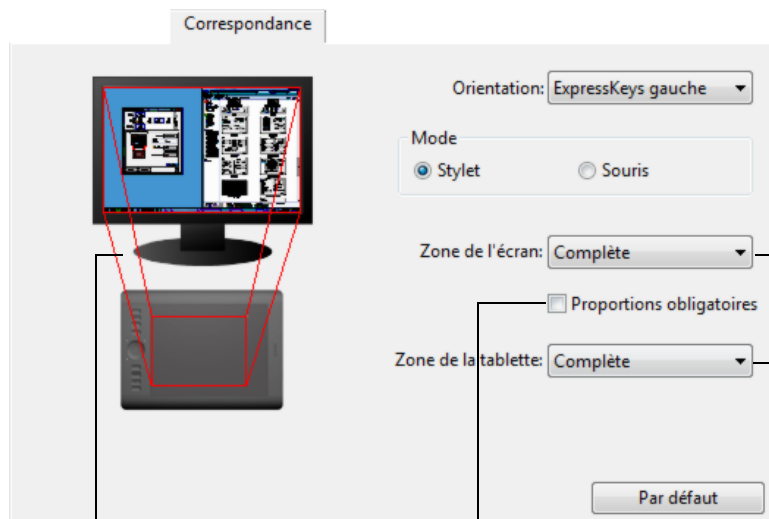 Correspondance
Orientation: ExpressKeys gauche
Mode
Stylet Souris
Zone de l'écran: Complète
Proportions obligatoires
Zone de la tablette: Complète
Par défaut